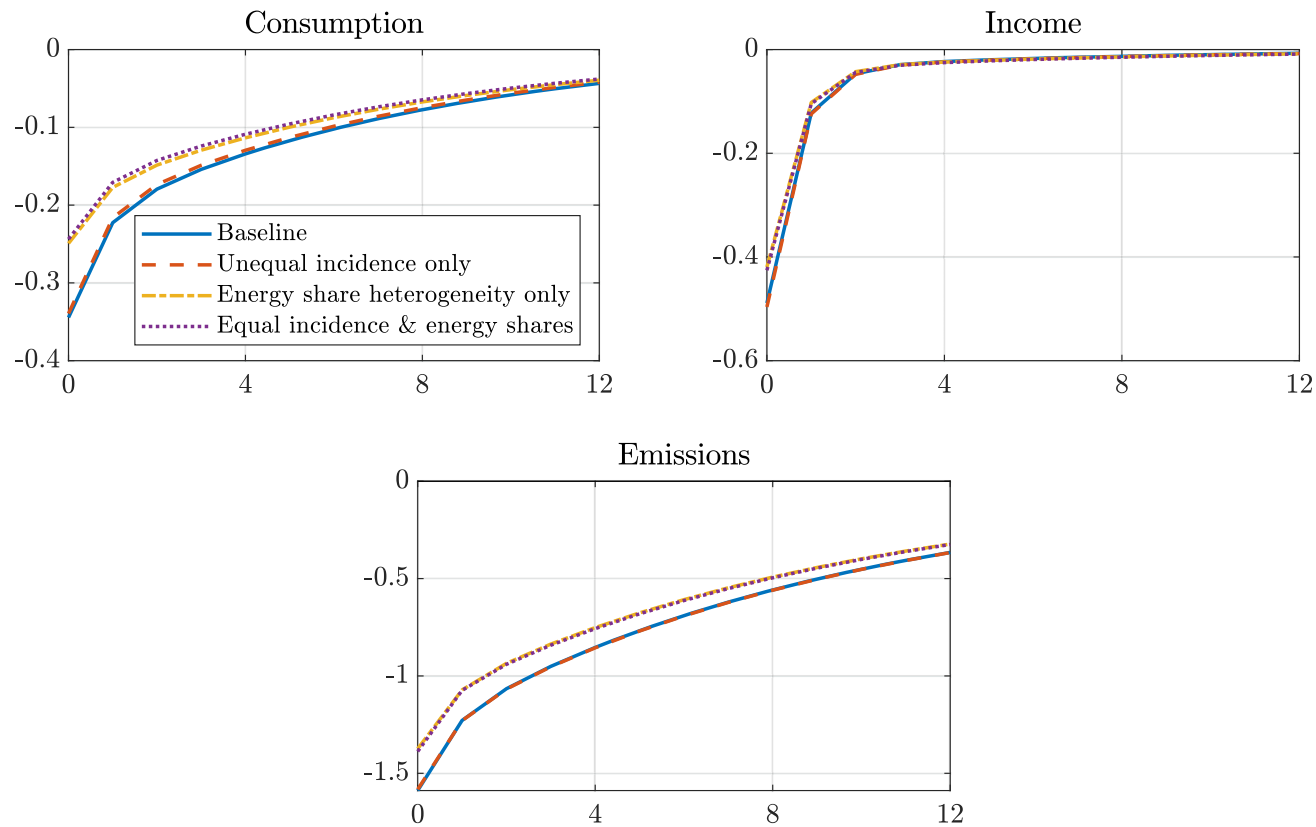 Consumption
0
-0.1
-0.2
-0.3
-0.4
0 4 8 12
Baseline
Unequal incidence only
Energy share heterogeneity only
Equal incidence & energy shares
Income
0
-0.2
-0.4
-0.6
0 4 8 12
Emissions
0
-0.5
-1
-1.5
0 4 8 12